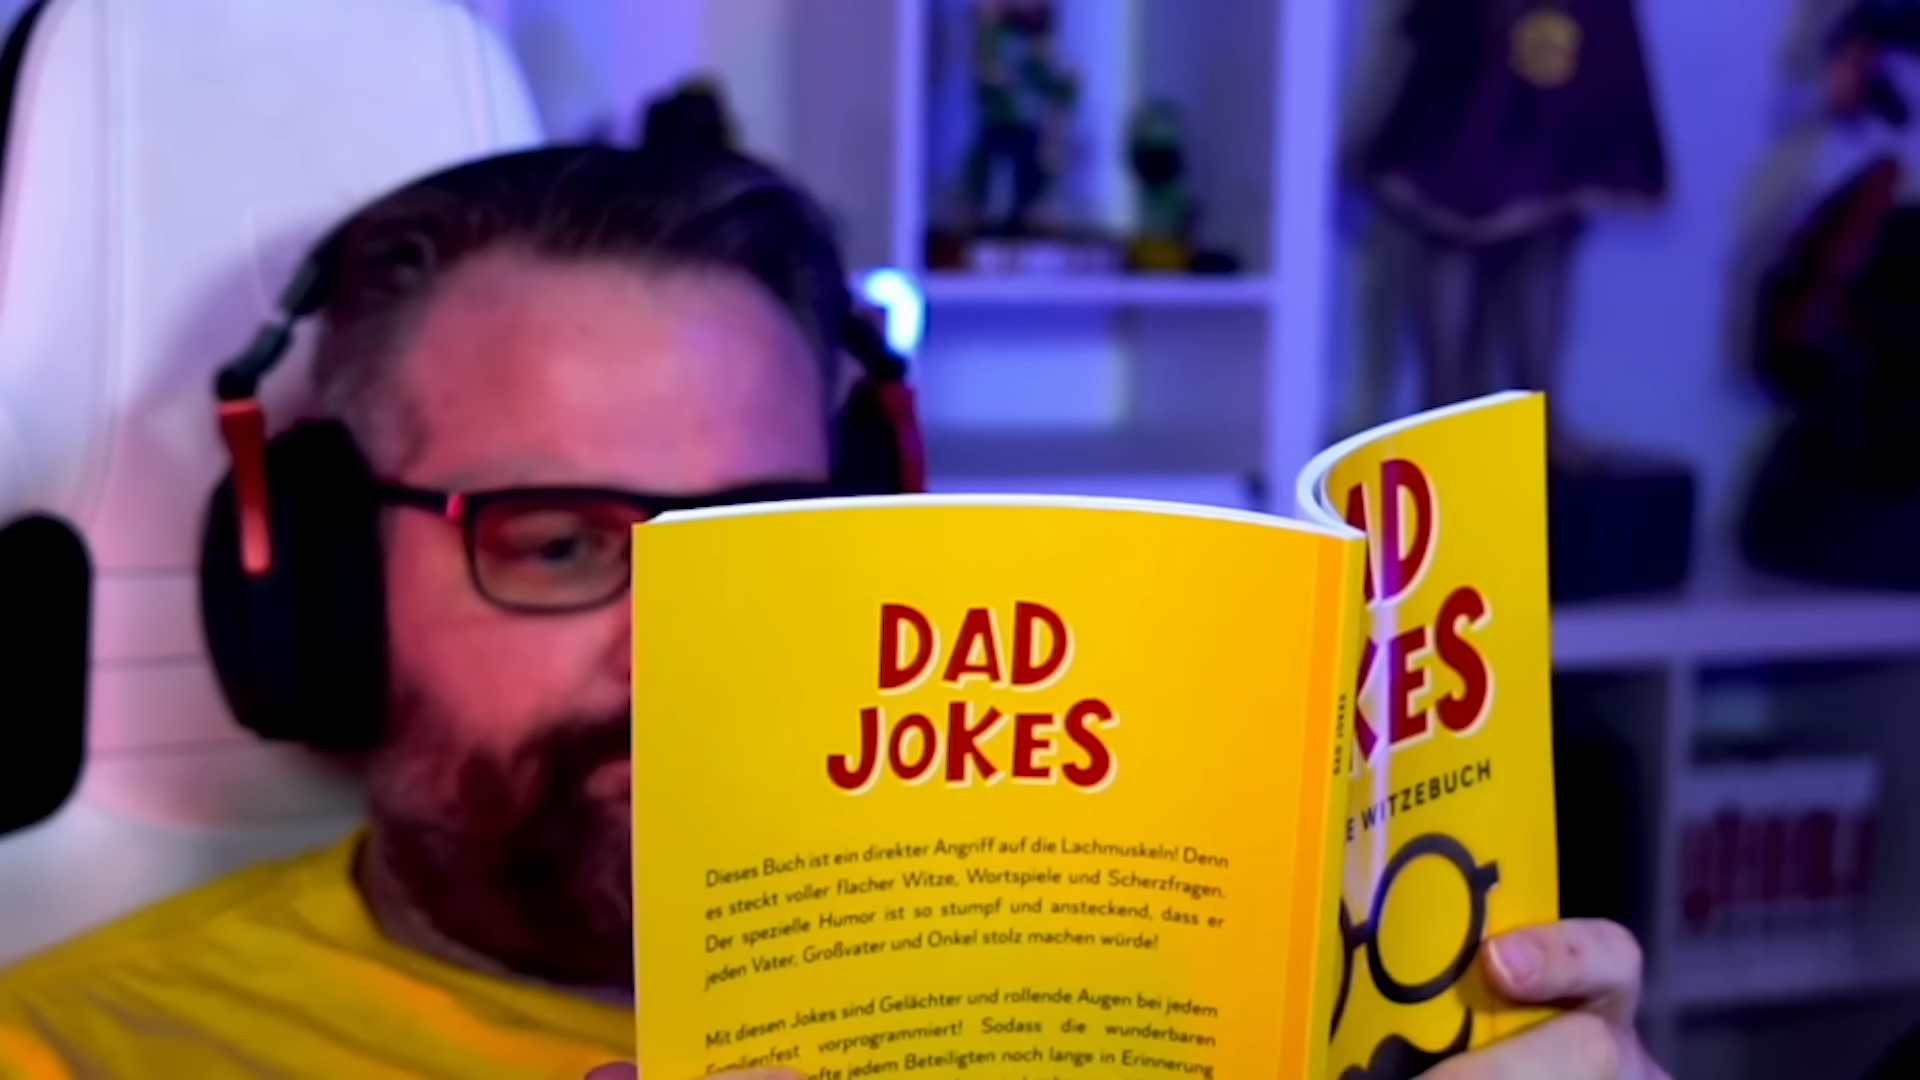 DAD
JOKES
Dieses Buch ist ein direkter Angriff auf die Lachmuskeln! Denn
es steckt voller flacher Witze, Wortspiele und Scherzfragen.
Der spezielle Humor ist so stumpf und ansteckend, dass er
jeden Vater, Großvater und Onkel stolz machen würde!
Mit diesen Jokes sind Gelächter und rollende Augen bei jedem
Familienfest vorprogrammiert! Sodass die wunderbaren
jedem Beteiligten noch lange in Erinnerung
DAD JOKES
AD
KES
E WITZEBUCH